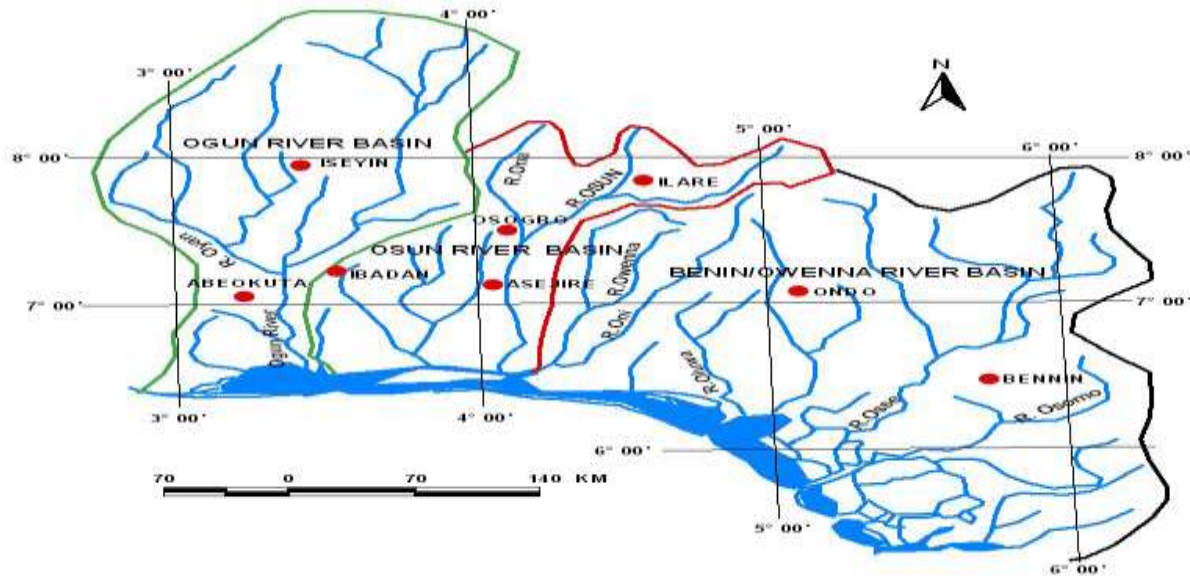 4° 00'
3° 00'
N
5° 00'
6° 00'
8° 00'
8° 00'
OGUN RIVER BASIN
ISEYIN
R.Ona
R.OSUN
ILARE
OSOGBO
R. Oyan
OSUN RIVER BASIN
R.Owenna
IBADAN
ABEOKUTA
ASEJIRE
BENIN/OWENNA RIVER BASIN
ONDO
7° 00'
7° 00'
Ogun River
R.Oni
R.Oluwa
BENNIN
R. Osse
R. Osomo
3° 00'
4° 00'
6° 00'
70 0 70 140 KM
5° 00'
6° 00'